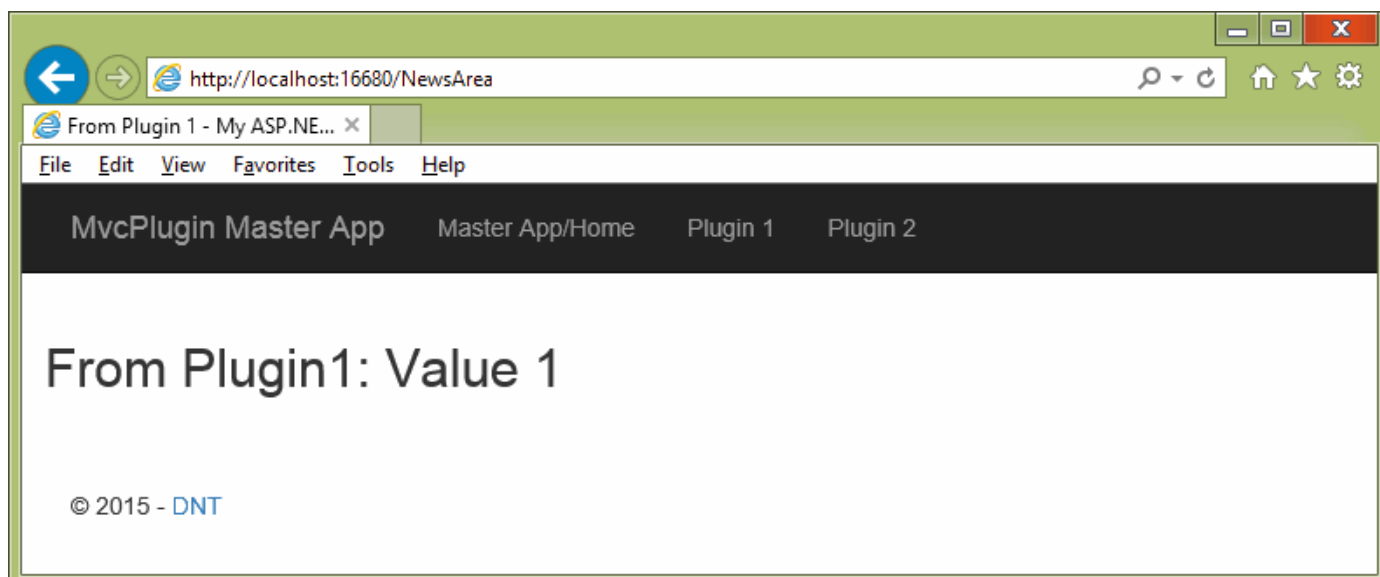 http://localhost:16680/NewsArea
From Plugin 1 - My ASP.NE...
File Edit View Favorites Tools Help
MvcPlugin Master App Master App/Home Plugin 1 Plugin 2
From Plugin1: Value 1
© 2015 - DNT